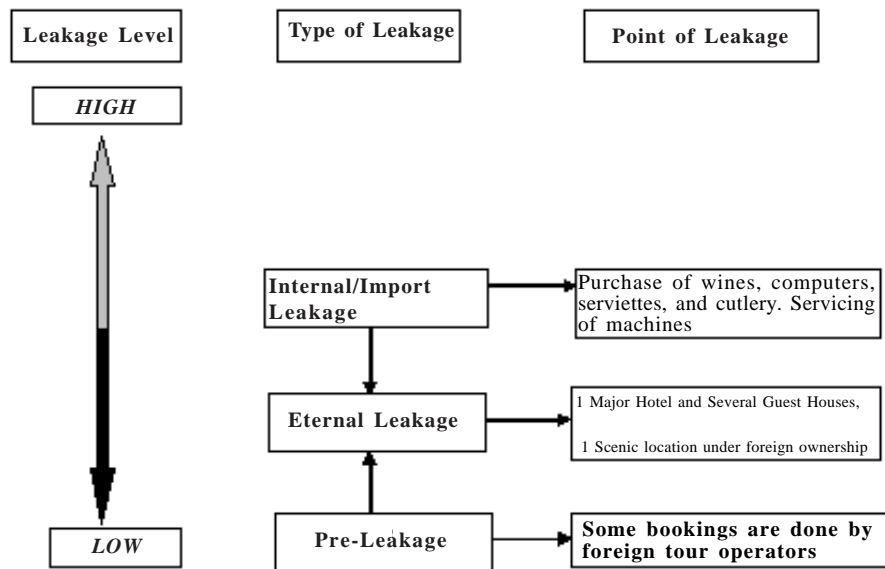 Leakage Level
Type of Leakage
Point of Leakage
HIGH
Internal/Import
Leakage
Purchase of wines, computers,
serviettes, and cutlery. Servicing
of machines
Eternal Leakage
1 Major Hotel and Several Guest Houses,
1 Scenic location under foreign ownership
LOW
Pre-Leakage
Some bookings are done by
foreign tour operators